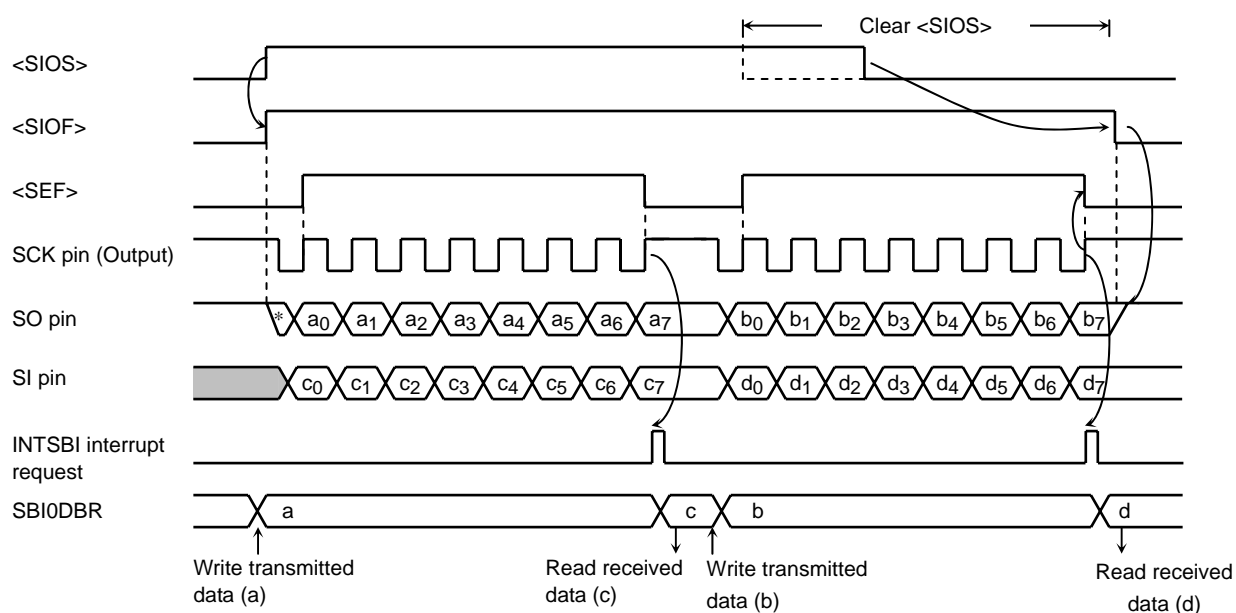 Clear <SIOS>
<SIOS>
<SIOF>
<SEF>
SCK pin (Output)
SO pin * a0 a1 a2 a3 a4 a5 a6 a7 b0 b1 b2 b3 b4 b5 b6 b7
SI pin c0 c1 c2 c3 c4 c5 c6 c7 d0 d1 d2 d3 d4 d5 d6 d7
INTSBI interrupt
request
SBI0DBR a c b d
Write transmitted
data (a)
Read received
data (c)
Write transmitted
data (b)
Read received
data (d)